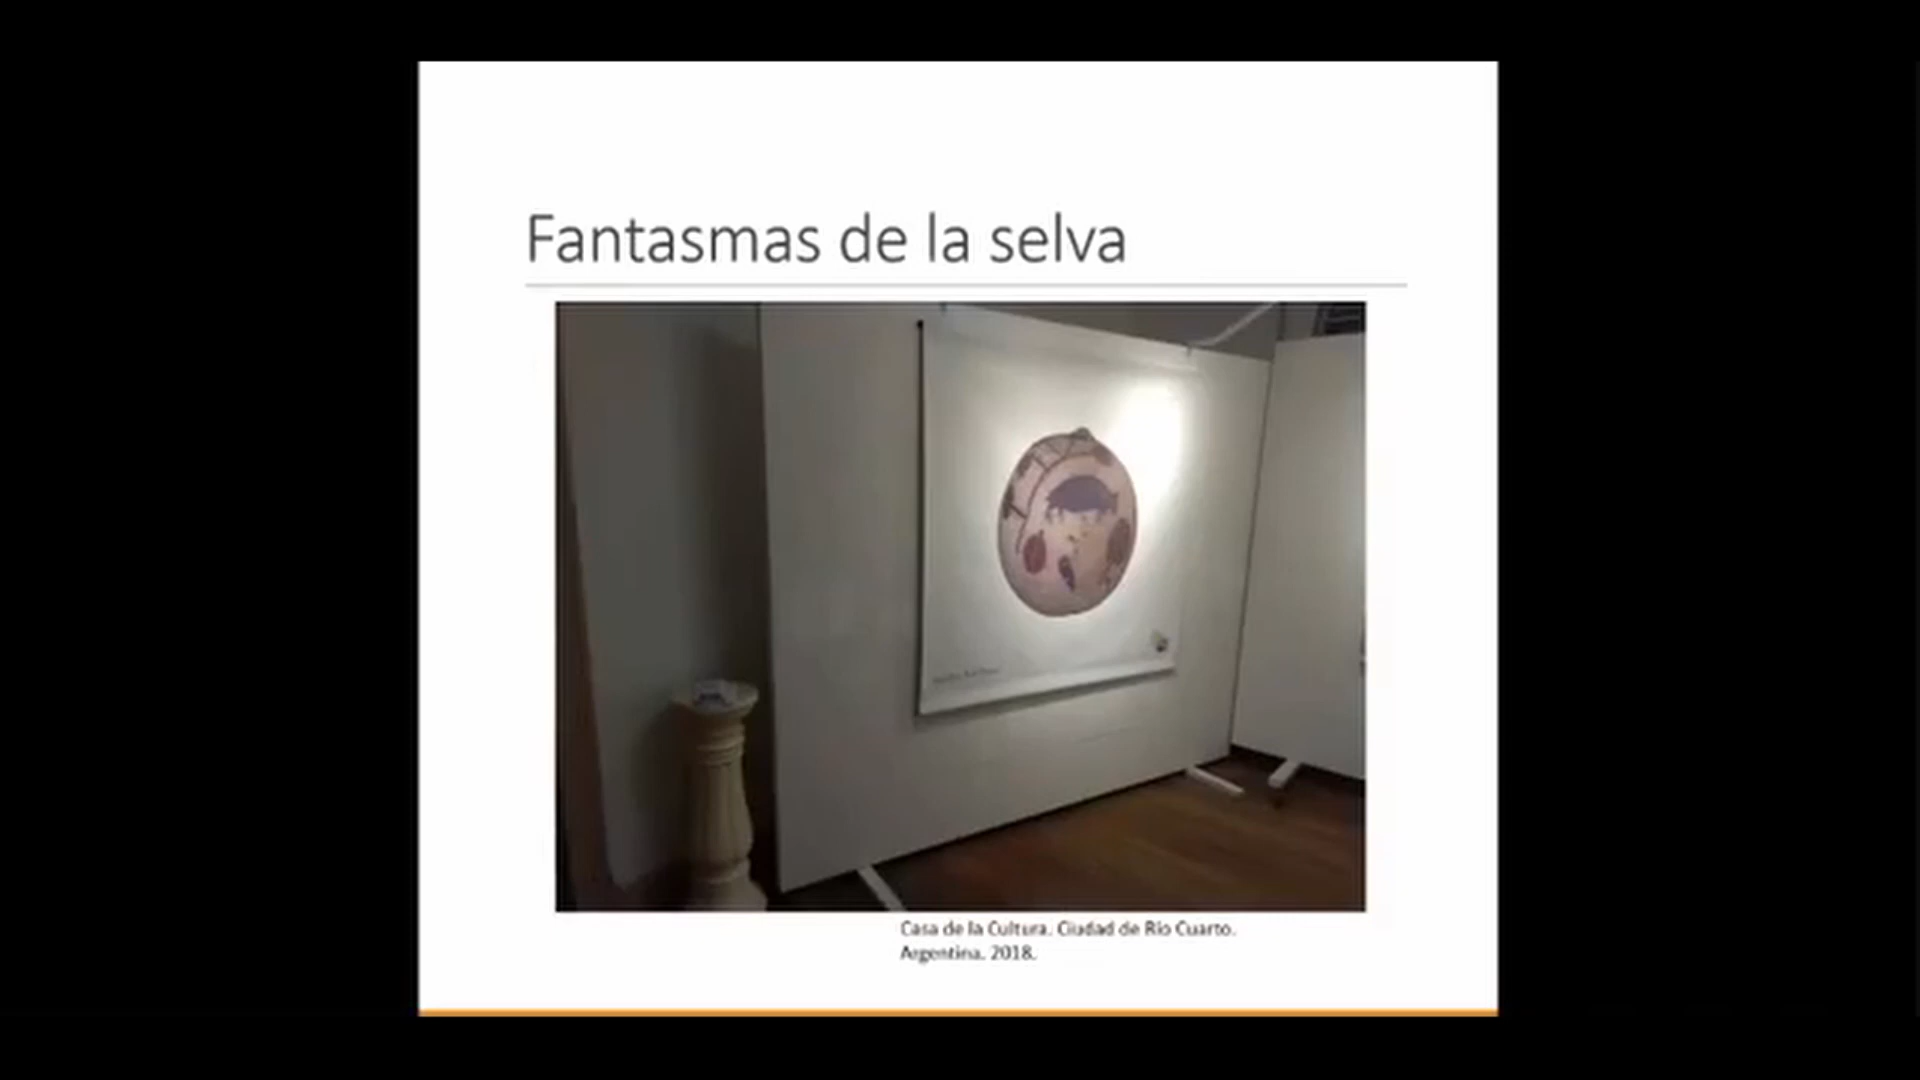 Fantasmas de la selva
Casa de la Cultura. Ciudad de Río Cuarto.
Argentina. 2018.